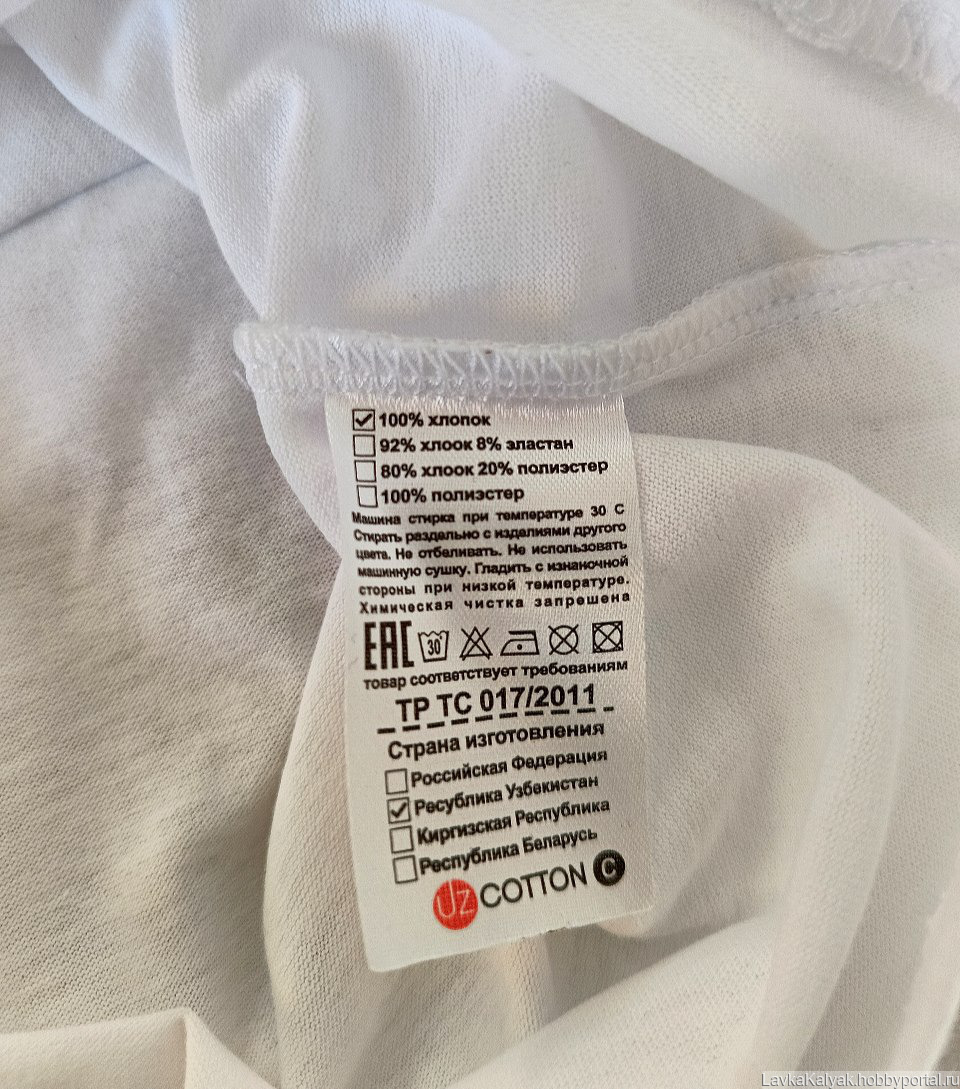 100% хлопок
92% хлоок 8% эластан
80% хлоок 20% полиэстер
100% полиэстер
Машина стирка при температуре 30 С
Стирать раздельно с изделиями другого
цвета. Не отбеливать. Не использовать
машинную сушку. Гладить с изнаночной
стороны при низкой температуре.
Химическая чистка запрешена
EAC 30
товар соответствует требованиям
ТР ТС 017/2011
Страна изготовления
Российская Федерация
Ресублика Узбекистан
Киргизская Республика
Республика Беларусь
UZ COTTON C
LavkaKalyak.hobbyportal.ru